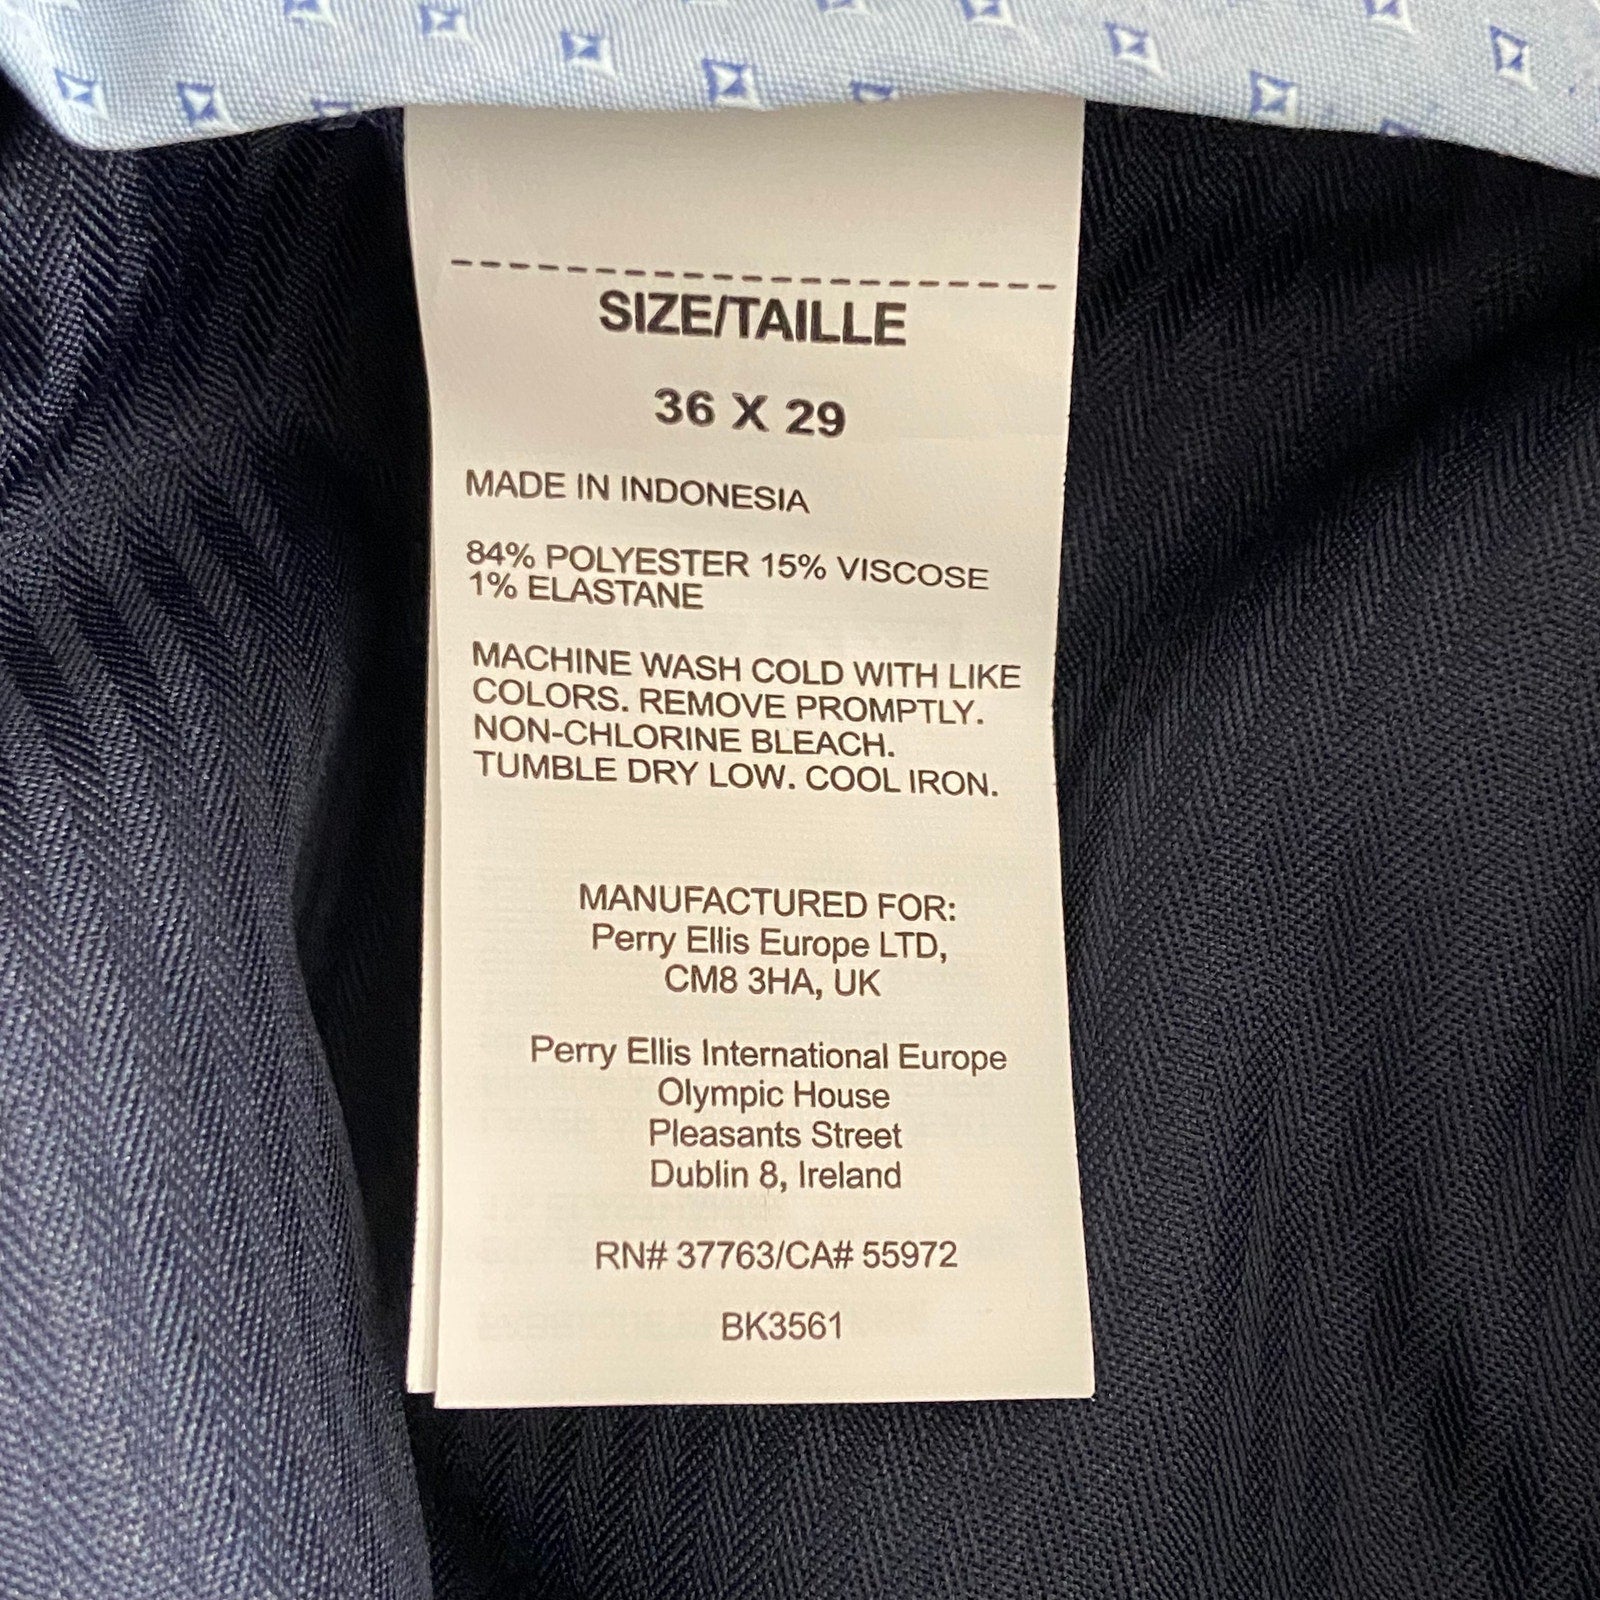 SIZE/TAILLE
36 X 29
MADE IN INDONESIA
84% POLYESTER 15% VISCOSE
1% ELASTANE
MACHINE WASH COLD WITH LIKE
COLORS. REMOVE PROMPTLY.
NON-CHLORINE BLEACH.
TUMBLE DRY LOW. COOL IRON.
MANUFACTURED FOR:
Perry Ellis Europe LTD,
CM8 3HA, UK
Perry Ellis International Europe
Olympic House
Pleasants Street
Dublin 8, Ireland
RN# 37763/CA# 55972
BK3561